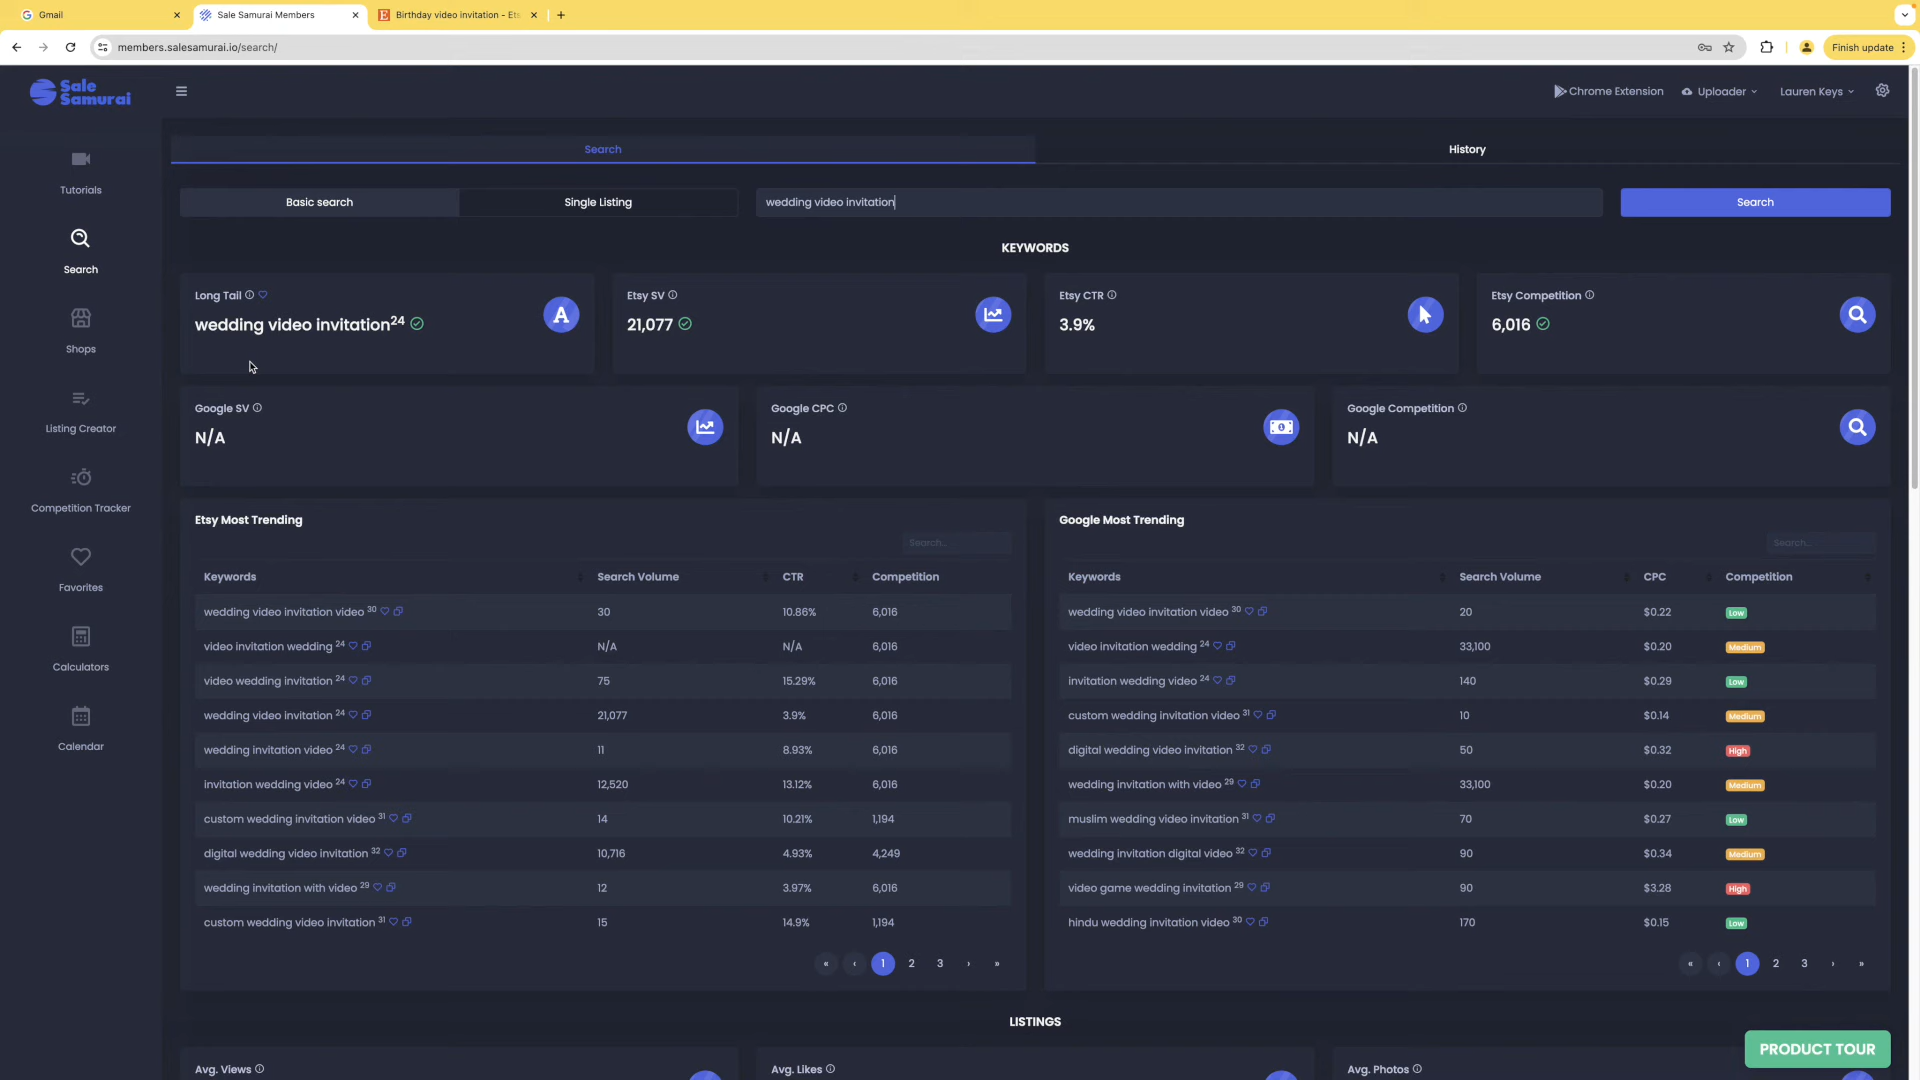 Gmail
Sale Samurai Members
Birthday video invitation - Ets
members.salesamurai.io/search/
Finish update
Sale Samurai
Chrome Extension
Uploader
Lauren Keys
Tutorials
Search
Shops
Listing Creator
Competition Tracker
Favorites
Calculators
Calendar
Search
History
Basic search
Single Listing
wedding video invitation
Search
KEYWORDS
Long Tail
wedding video invitation24
Etsy SV
21,077
Etsy CTR
3.9%
Etsy Competition
6,016
Google SV
N/A
Google CPC
N/A
Google Competition
N/A
Etsy Most Trending
Search...
Keywords Search Volume CTR Competition
wedding video invitation video 30 30 10.86% 6,016
video invitation wedding 24 N/A N/A 6,016
video wedding invitation 24 75 15.29% 6,016
wedding video invitation 24 21,077 3.9% 6,016
wedding invitation video 24 11 8.93% 6,016
invitation wedding video 24 12,520 13.12% 6,016
custom wedding invitation video 31 14 10.21% 1,194
digital wedding video invitation 32 10,716 4.93% 4,249
wedding invitation with video 29 12 3.97% 6,016
custom wedding video invitation 31 15 14.9% 1,194
« ‹ 1 2 3 › »
Google Most Trending
Search...
Keywords Search Volume CPC Competition
wedding video invitation video 30 20 $0.22 Low
video invitation wedding 24 33,100 $0.20 Medium
invitation wedding video 24 140 $0.29 Low
custom wedding invitation video 31 10 $0.14 Medium
digital wedding video invitation 32 50 $0.32 High
wedding invitation with video 29 33,100 $0.20 Medium
muslim wedding video invitation 31 70 $0.27 Low
wedding invitation digital video 32 90 $0.34 Medium
video game wedding invitation 29 90 $3.28 High
hindu wedding invitation video 30 170 $0.15 Low
« ‹ 1 2 3 › »
LISTINGS
Avg. Views
Avg. Likes
Avg. Photos
PRODUCT TOUR